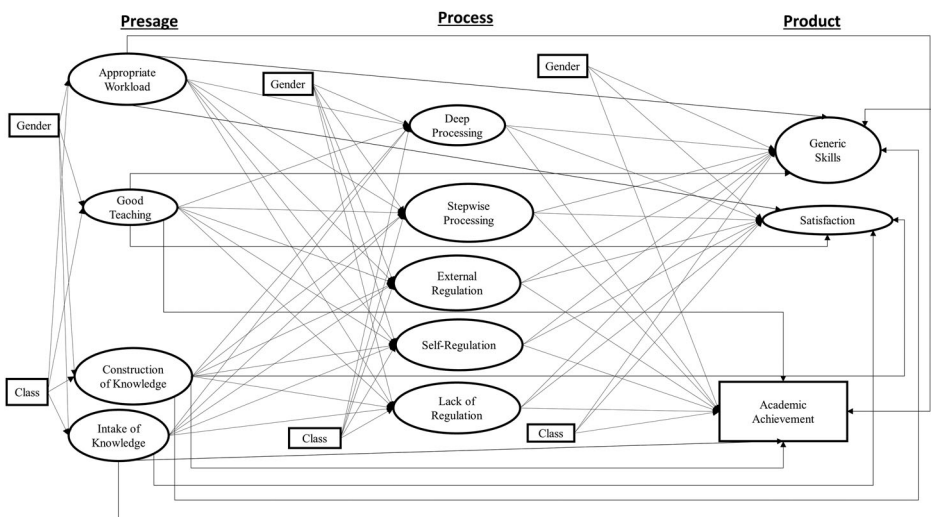 Presage
Process
Product
Appropriate
Workload
Gender
Good
Teaching
Class
Construction
of Knowledge
Intake of
Knowledge
Gender
Deep
Processing
Stepwise
Processing
External
Regulation
Self-Regulation
Lack of
Regulation
Class
Gender
Class
Generic
Skills
Satisfaction
Academic
Achievement